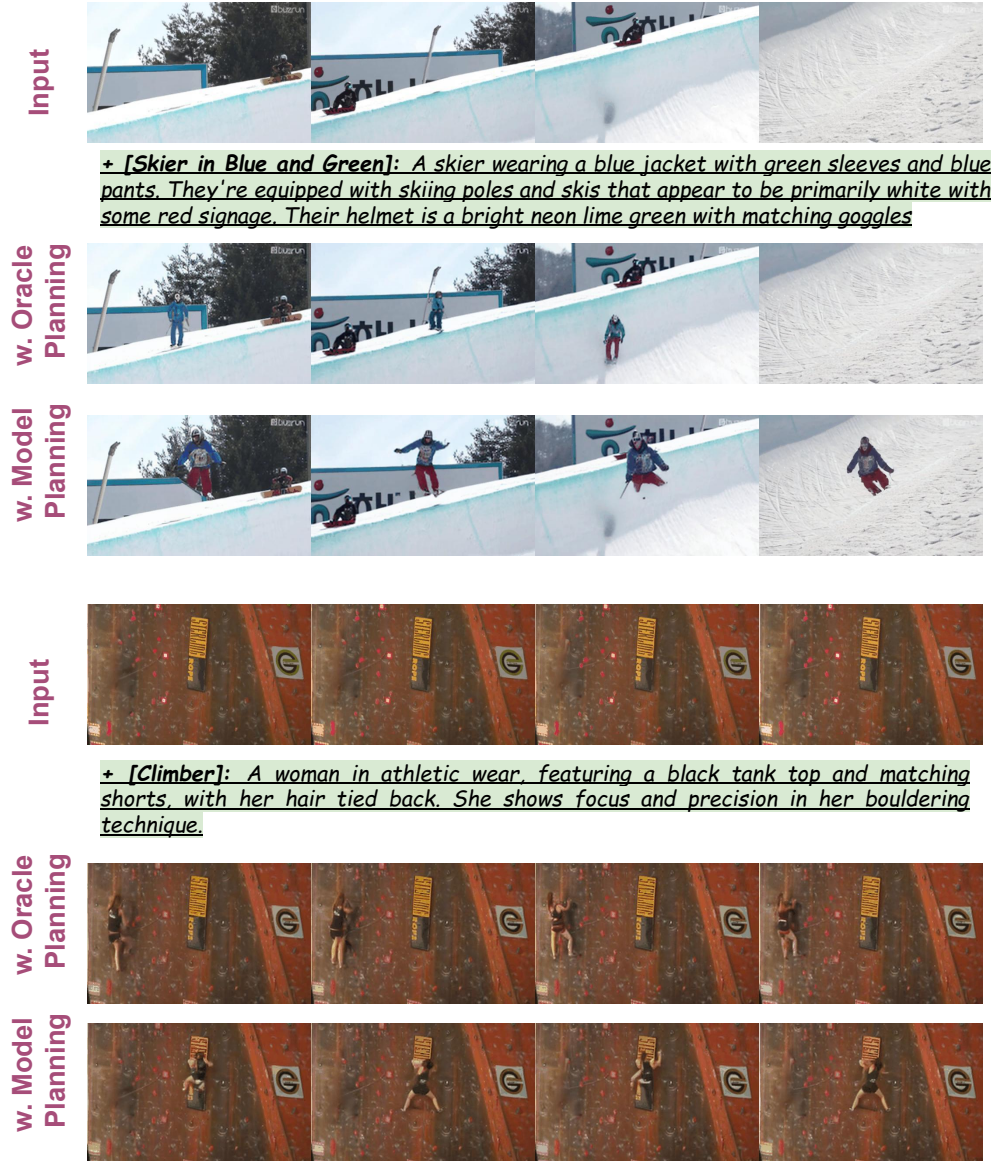 Input
+ [Skier in Blue and Green]: A skier wearing a blue jacket with green sleeves and blue
pants. They're equipped with skiing poles and skis that appear to be primarily white with
some red signage. Their helmet is a bright neon lime green with matching goggles
w. Oracle
Planning
w. Model
Planning
Input
ROPE
G
+ [Climber]: A woman in athletic wear, featuring a black tank top and matching
shorts, with her hair tied back. She shows focus and precision in her bouldering
technique.
w. Oracle
Planning
ROPE
G
w. Model
Planning
G